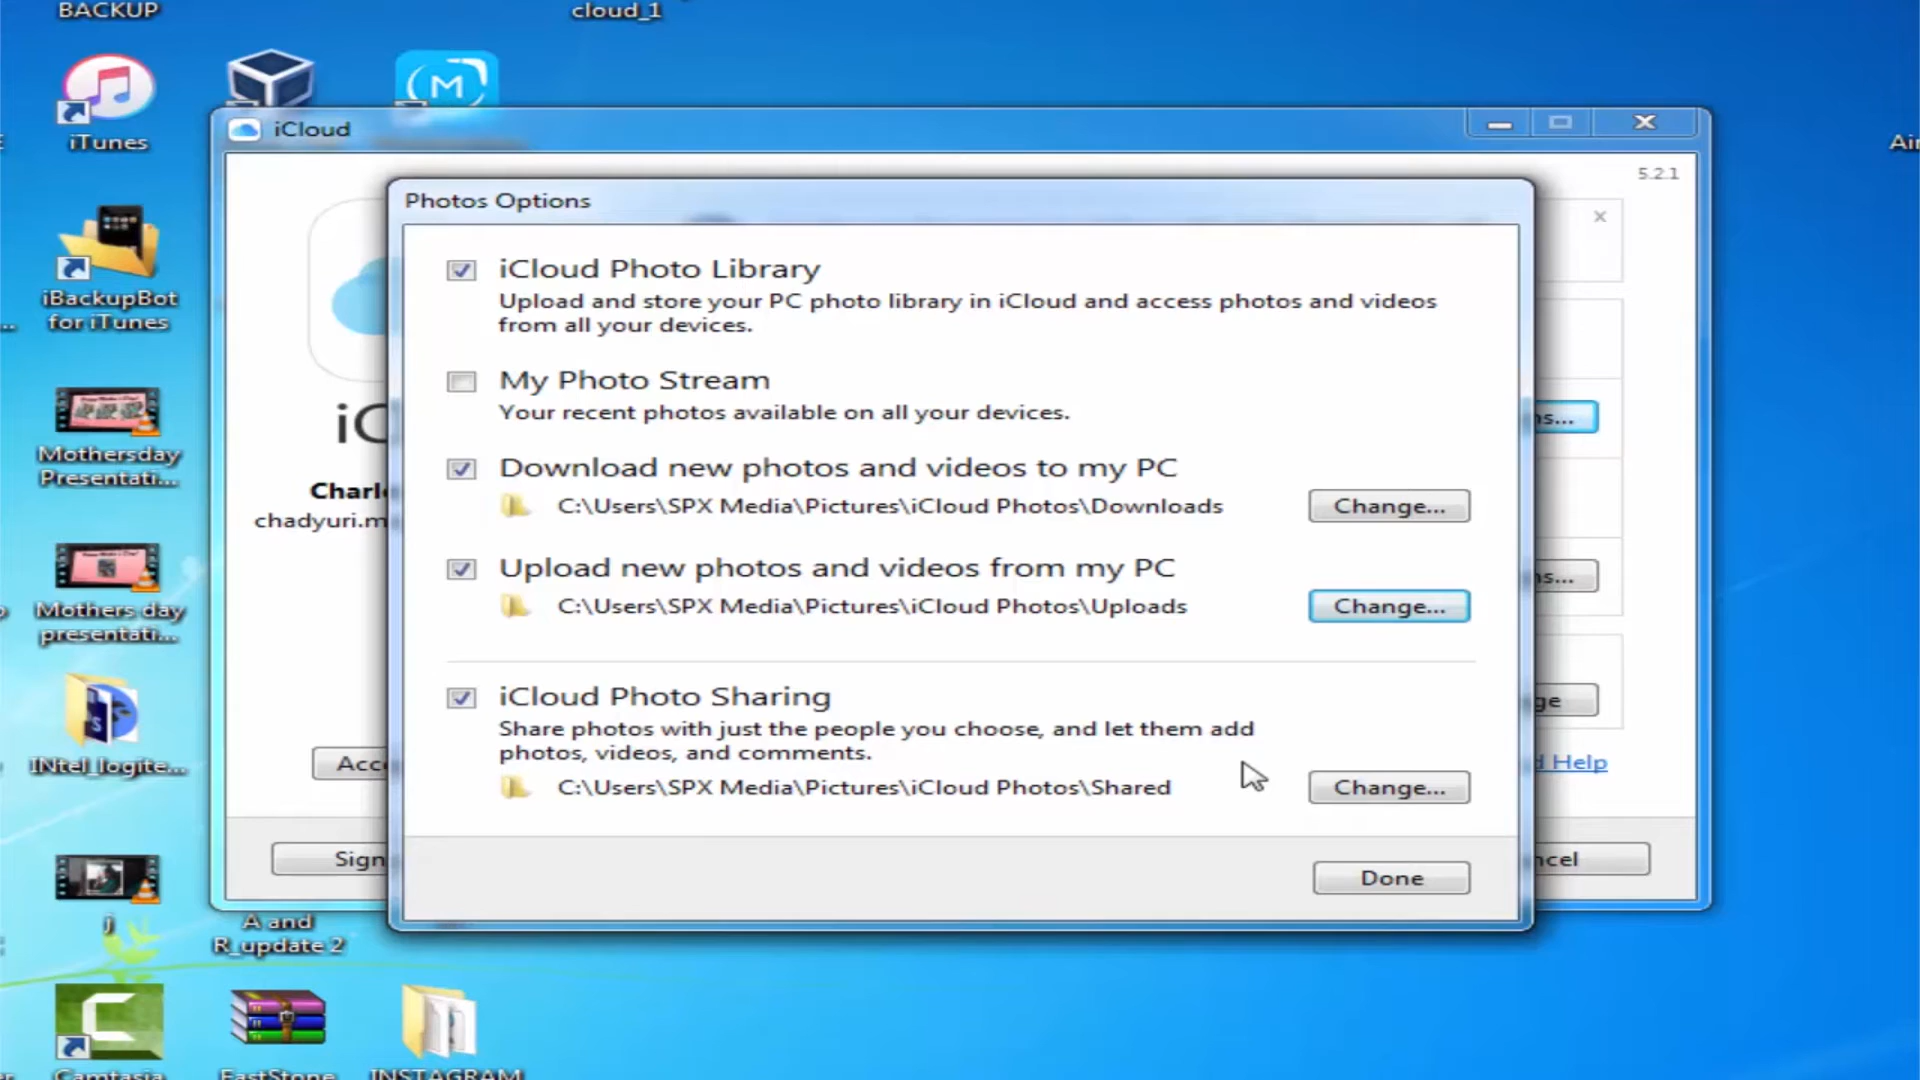 BACKUP
cloud_1
iTunes
iCloud
Air
5.2.1
Photos Options
iCloud Photo Library
Upload and store your PC photo library in iCloud and access photos and videos
from all your devices.
iBackupBot
for iTunes
My Photo Stream
Your recent photos available on all your devices.
iC
s...
Mothersday
Presentati...
Download new photos and videos to my PC
C:\Users\SPX Media\Pictures\iCloud Photos\Downloads
Change...
Charl
chadyuri.m
Upload new photos and videos from my PC
C:\Users\SPX Media\Pictures\iCloud Photos\Uploads
Change...
s...
Mothers day
presentati...
iCloud Photo Sharing
Share photos with just the people you choose, and let them add
photos, videos, and comments.
C:\Users\SPX Media\Pictures\iCloud Photos\Shared
Change...
ge
Help
INtel_logite...
Acc
Sign
Done
ncel
j
A and
R_update 2
Camtasia
FastStone
INSTAGRAM